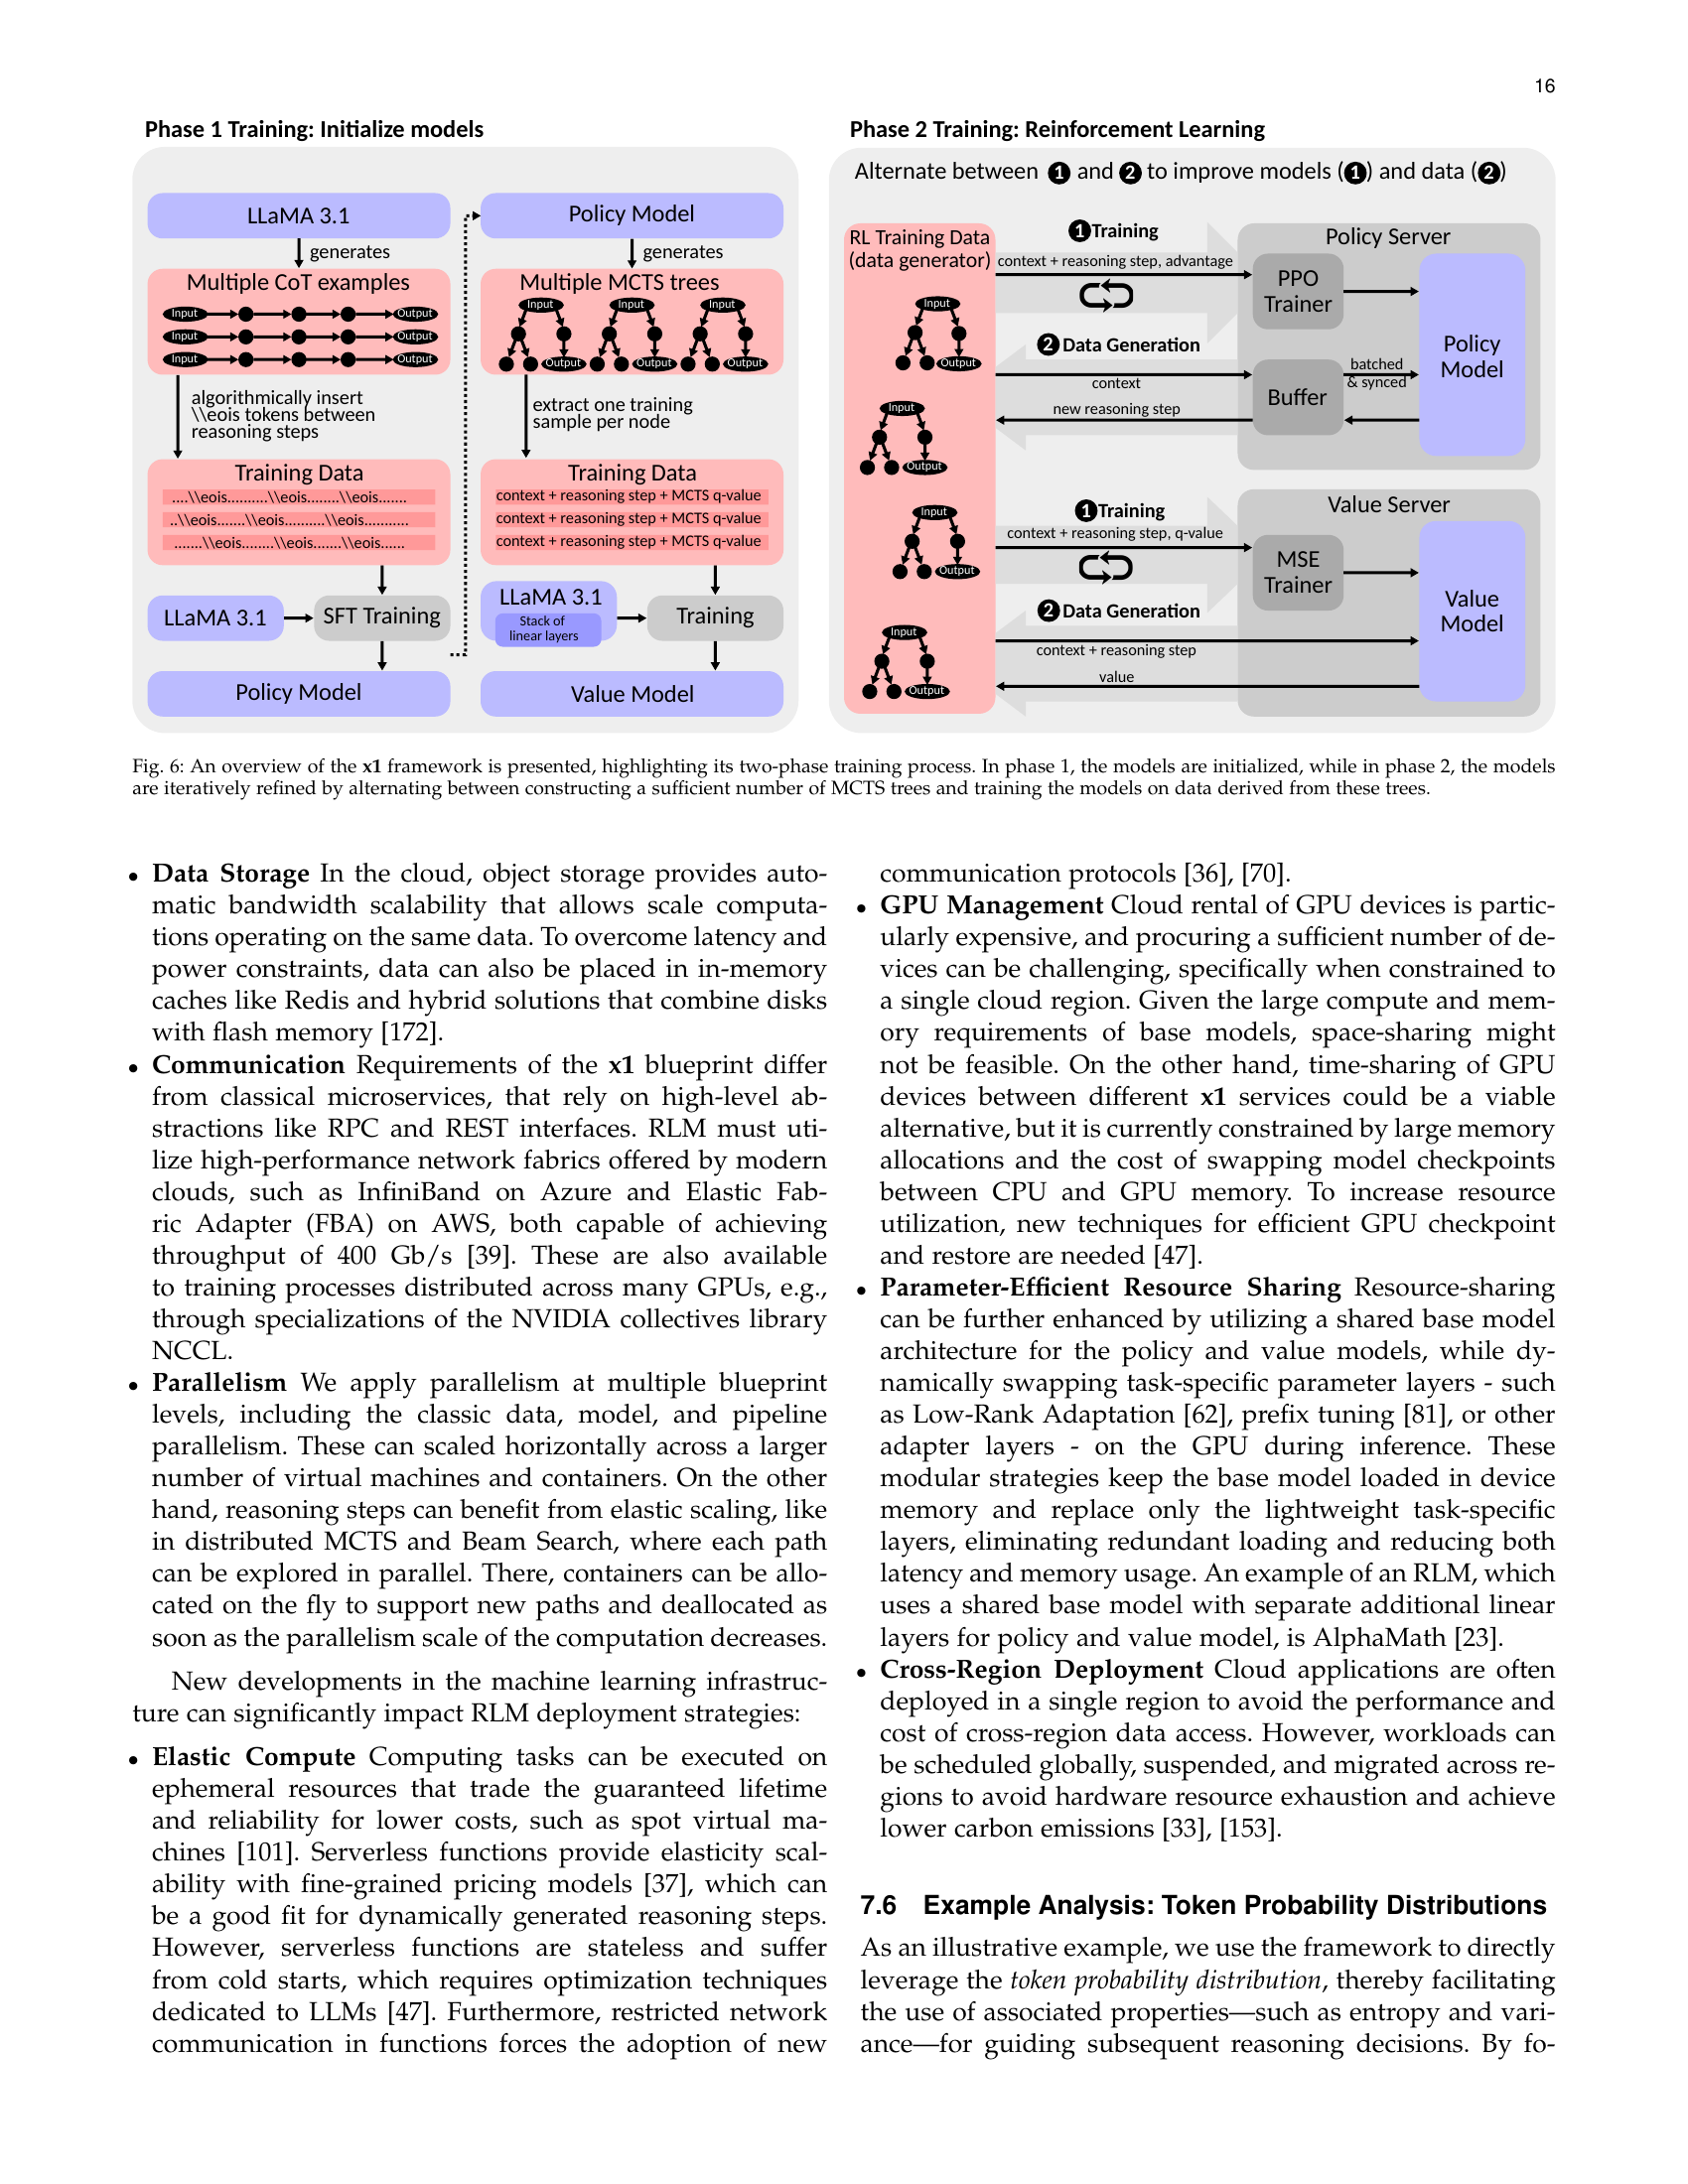 16
Phase 1 Training: Initialize models
LLaMA 3.1
generates
Multiple CoT examples
Input Output
Input Output
Input Output
algorithmically insert
\\eois tokens between
reasoning steps
Training Data
....\\eois..........\\eois........\\eois.......
..\\eois.......\\eois..........\\eois...........
.......\\eois........\\eois.......\\eois......
LLaMA 3.1
SFT Training
Policy Model
Policy Model
generates
Multiple MCTS trees
Input Input Input
Output Output Output
extract one training
sample per node
Training Data
context + reasoning step + MCTS q-value
context + reasoning step + MCTS q-value
context + reasoning step + MCTS q-value
LLaMA 3.1
Stack of
linear layers
Training
Value Model
Phase 2 Training: Reinforcement Learning
Alternate between 1 and 2 to improve models (1) and data (2)
RL Training Data
(data generator)
Input
Output
Input
Output
Input
Output
Input
Output
1 Training
context + reasoning step, advantage
2 Data Generation
context
new reasoning step
Policy Server
PPO
Trainer
Buffer
batched
& synced
Policy
Model
1 Training
context + reasoning step, q-value
2 Data Generation
context + reasoning step
value
Value Server
MSE
Trainer
Value
Model
Fig. 6: An overview of the x1 framework is presented, highlighting its two-phase training process. In phase 1, the models are initialized, while in phase 2, the models
are iteratively refined by alternating between constructing a sufficient number of MCTS trees and training the models on data derived from these trees.
• Data Storage In the cloud, object storage provides auto-
matic bandwidth scalability that allows scale computa-
tions operating on the same data. To overcome latency and
power constraints, data can also be placed in in-memory
caches like Redis and hybrid solutions that combine disks
with flash memory [172].
• Communication Requirements of the x1 blueprint differ
from classical microservices, that rely on high-level ab-
stractions like RPC and REST interfaces. RLM must uti-
lize high-performance network fabrics offered by modern
clouds, such as InfiniBand on Azure and Elastic Fab-
ric Adapter (FBA) on AWS, both capable of achieving
throughput of 400 Gb/s [39]. These are also available
to training processes distributed across many GPUs, e.g.,
through specializations of the NVIDIA collectives library
NCCL.
• Parallelism We apply parallelism at multiple blueprint
levels, including the classic data, model, and pipeline
parallelism. These can scaled horizontally across a larger
number of virtual machines and containers. On the other
hand, reasoning steps can benefit from elastic scaling, like
in distributed MCTS and Beam Search, where each path
can be explored in parallel. There, containers can be allo-
cated on the fly to support new paths and deallocated as
soon as the parallelism scale of the computation decreases.
New developments in the machine learning infrastruc-
ture can significantly impact RLM deployment strategies:
• Elastic Compute Computing tasks can be executed on
ephemeral resources that trade the guaranteed lifetime
and reliability for lower costs, such as spot virtual ma-
chines [101]. Serverless functions provide elasticity scal-
ability with fine-grained pricing models [37], which can
be a good fit for dynamically generated reasoning steps.
However, serverless functions are stateless and suffer
from cold starts, which requires optimization techniques
dedicated to LLMs [47]. Furthermore, restricted network
communication in functions forces the adoption of new
communication protocols [36], [70].
• GPU Management Cloud rental of GPU devices is partic-
ularly expensive, and procuring a sufficient number of de-
vices can be challenging, specifically when constrained to
a single cloud region. Given the large compute and mem-
ory requirements of base models, space-sharing might
not be feasible. On the other hand, time-sharing of GPU
devices between different x1 services could be a viable
alternative, but it is currently constrained by large memory
allocations and the cost of swapping model checkpoints
between CPU and GPU memory. To increase resource
utilization, new techniques for efficient GPU checkpoint
and restore are needed [47].
• Parameter-Efficient Resource Sharing Resource-sharing
can be further enhanced by utilizing a shared base model
architecture for the policy and value models, while dy-
namically swapping task-specific parameter layers - such
as Low-Rank Adaptation [62], prefix tuning [81], or other
adapter layers - on the GPU during inference. These
modular strategies keep the base model loaded in device
memory and replace only the lightweight task-specific
layers, eliminating redundant loading and reducing both
latency and memory usage. An example of an RLM, which
uses a shared base model with separate additional linear
layers for policy and value model, is AlphaMath [23].
• Cross-Region Deployment Cloud applications are often
deployed in a single region to avoid the performance and
cost of cross-region data access. However, workloads can
be scheduled globally, suspended, and migrated across re-
gions to avoid hardware resource exhaustion and achieve
lower carbon emissions [33], [153].
7.6 Example Analysis: Token Probability Distributions
As an illustrative example, we use the framework to directly
leverage the token probability distribution, thereby facilitating
the use of associated properties—such as entropy and vari-
ance—for guiding subsequent reasoning decisions. By fo-